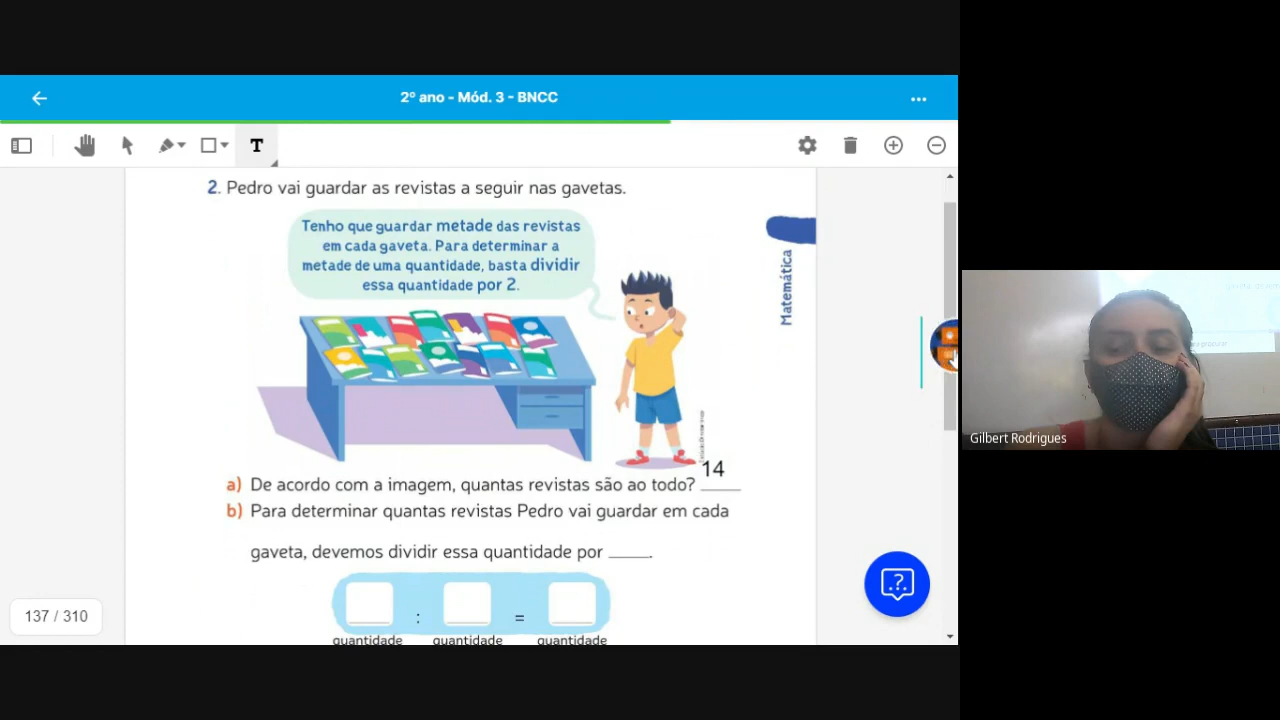 2º ano - Mód. 3 - BNCC
T
2. Pedro vai guardar as revistas a seguir nas gavetas.
Tenho que guardar metade das revistas
em cada gaveta. Para determinar a
metade de uma quantidade, basta dividir
essa quantidade por 2.
Matemática
14
a) De acordo com a imagem, quantas revistas são ao todo? ____
b) Para determinar quantas revistas Pedro vai guardar em cada
gaveta, devemos dividir essa quantidade por ____.
: =
quantidade quantidade quantidade
137 / 310
Gilbert Rodrigues